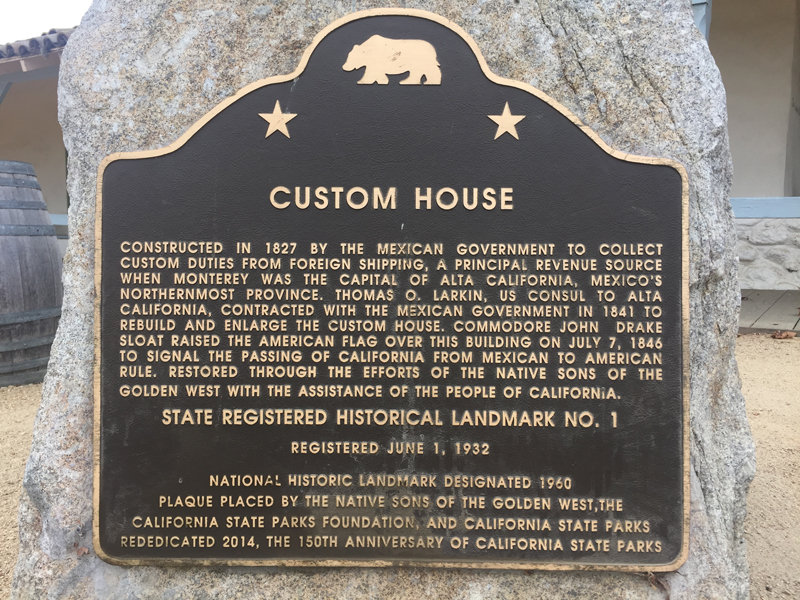 CUSTOM HOUSE
CONSTRUCTED IN 1827 BY THE MEXICAN GOVERNMENT TO COLLECT
CUSTOM DUTIES FROM FOREIGN SHIPPING, A PRINCIPAL REVENUE SOURCE
WHEN MONTEREY WAS THE CAPITAL OF ALTA CALIFORNIA, MEXICO'S
NORTHERNMOST PROVINCE. THOMAS O. LARKIN, US CONSUL TO ALTA
CALIFORNIA, CONTRACTED WITH THE MEXICAN GOVERNMENT IN 1841 TO
REBUILD AND ENLARGE THE CUSTOM HOUSE. COMMODORE JOHN DRAKE
SLOAT RAISED THE AMERICAN FLAG OVER THIS BUILDING ON JULY 7, 1846
TO SIGNAL THE PASSING OF CALIFORNIA FROM MEXICAN TO AMERICAN
RULE. RESTORED THROUGH THE EFFORTS OF THE NATIVE SONS OF THE
GOLDEN WEST WITH THE ASSISTANCE OF THE PEOPLE OF CALIFORNIA.
STATE REGISTERED HISTORICAL LANDMARK NO. 1
REGISTERED JUNE 1, 1932
NATIONAL HISTORIC LANDMARK DESIGNATED 1960
PLAQUE PLACED BY THE NATIVE SONS OF THE GOLDEN WEST,THE
CALIFORNIA STATE PARKS FOUNDATION, AND CALIFORNIA STATE PARKS
REDEDICATED 2014, THE 150TH ANNIVERSARY OF CALIFORNIA STATE PARKS